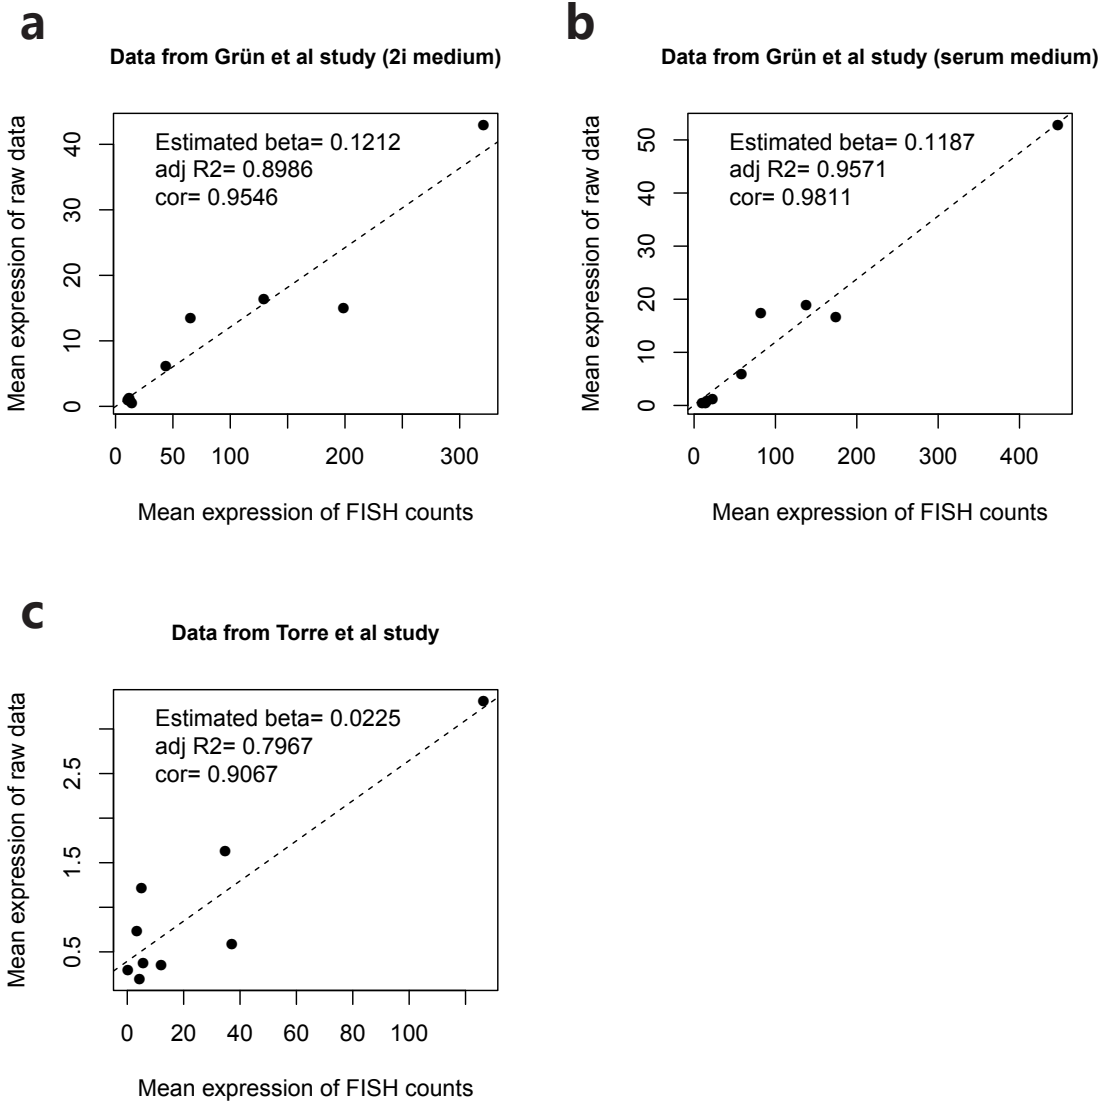 a
Data from Grün et al study (2i medium)
Mean expression of raw data
Estimated beta= 0.1212
adj R2= 0.8986
cor= 0.9546
40
30
20
10
0
0 50 100 200 300
Mean expression of FISH counts
b
Data from Grün et al study (serum medium)
Mean expression of raw data
Estimated beta= 0.1187
adj R2= 0.9571
cor= 0.9811
50
40
30
20
10
0
0 100 200 300 400
Mean expression of FISH counts
c
Data from Torre et al study
Mean expression of raw data
Estimated beta= 0.0225
adj R2= 0.7967
cor= 0.9067
2.5
1.5
0.5
0 20 40 60 80 100
Mean expression of FISH counts